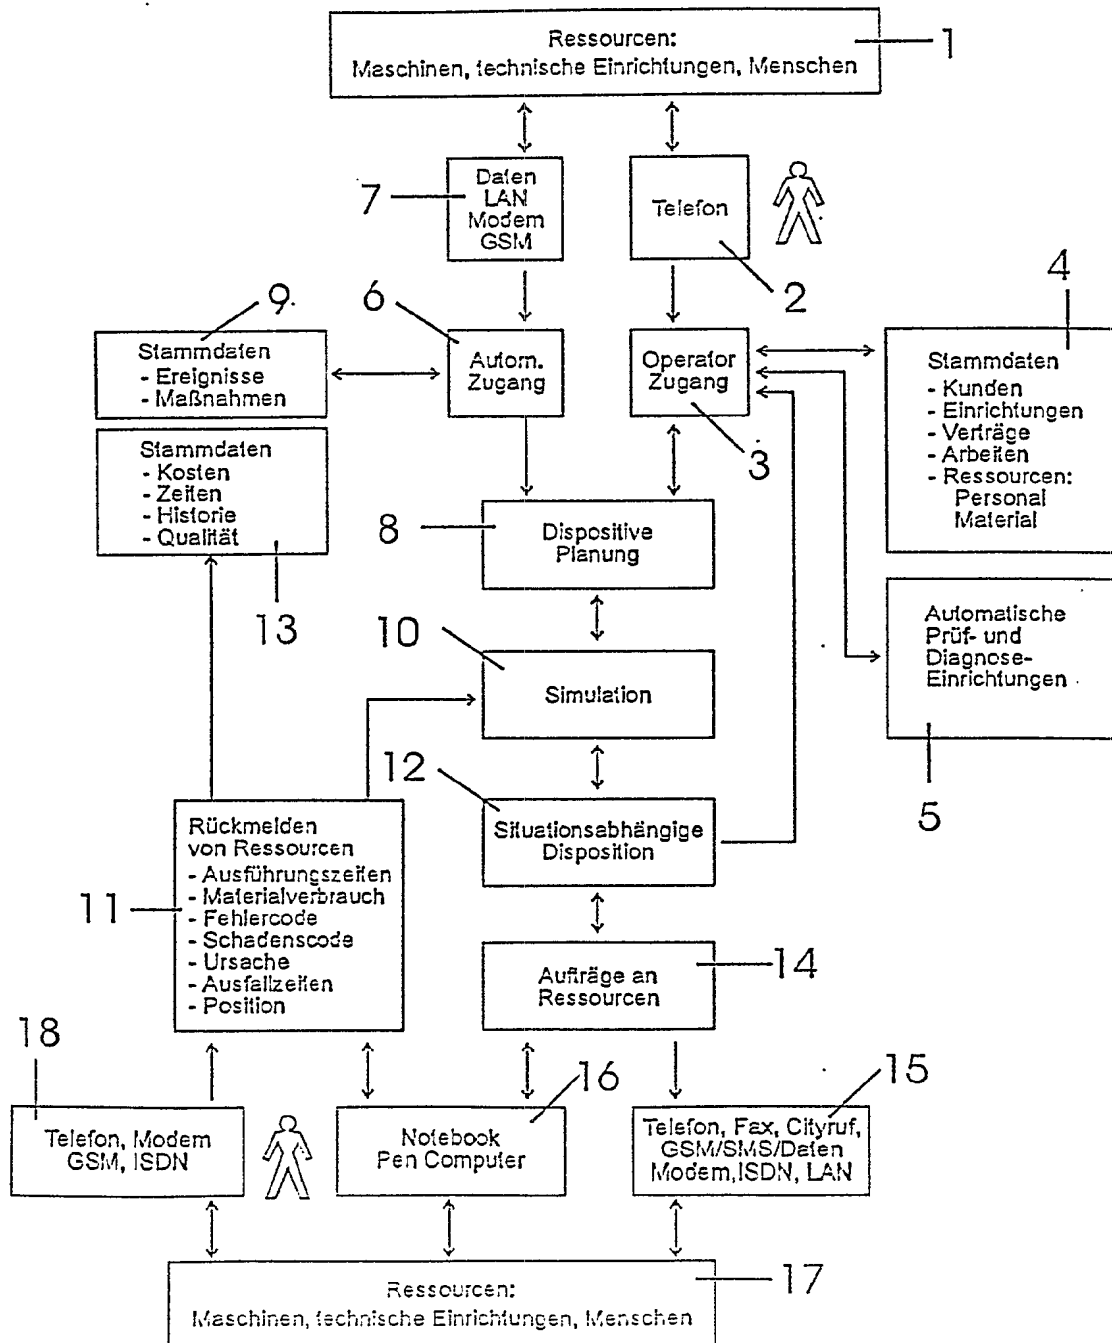 Ressourcen:
Maschinen, technische Einrichtungen, Menschen
1
Daten
LAN
Modem
GSM
7
Telefon
2
4
9
6
Stammdaten
- Ereignisse
- Maßnahmen
Autom.
Zugang
Operator
Zugang
3
Stammdaten
- Kunden
- Einrichtungen
- Verträge
- Arbeiten
- Ressourcen:
Personal
Material
Stammdaten
- Kosten
- Zeiten
- Historie
- Qualität
13
8
Dispositive
Planung
Automatische
Prüf- und
Diagnose-
Einrichtungen
5
10
Simulation
12
Situationsabhängige
Disposition
Rückmelden
von Ressourcen
- Ausführungszeiten
- Materialverbrauch
- Fehlercode
- Schadenscode
- Ursache
- Ausfallzeiten
- Position
11
Aufträge an
Ressourcen
14
18
16
15
Telefon, Modem
GSM, ISDN
Notebook
Pen Computer
Telefon, Fax, Cityruf,
GSM/SMS/Daten
Modem,ISDN, LAN
Ressourcen:
Maschinen, technische Einrichtungen, Menschen
17